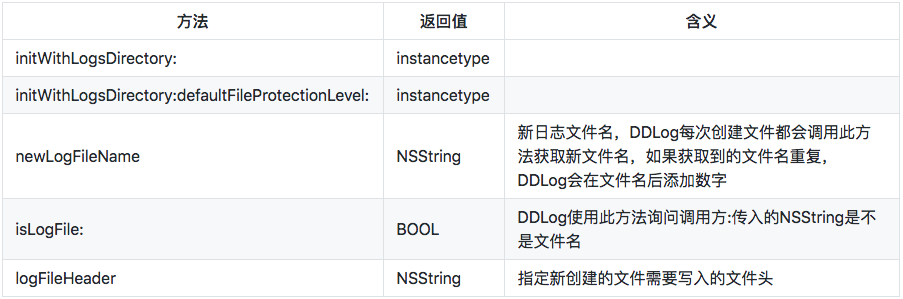 方法 返回值 含义
initWithLogsDirectory: instancetype
initWithLogsDirectory:defaultFileProtectionLevel: instancetype
新日志文件名，DDLog每次创建文件都会调用此方
newLogFileName NSString 法获取新文件名，如果获取到的文件名重复，
DDLog会在文件名后添加数字
isLogFile: BOOL DDLog使用此方法询问调用方:传入的NSString是不
是文件名
logFileHeader NSString 指定新创建的文件需要写入的文件头